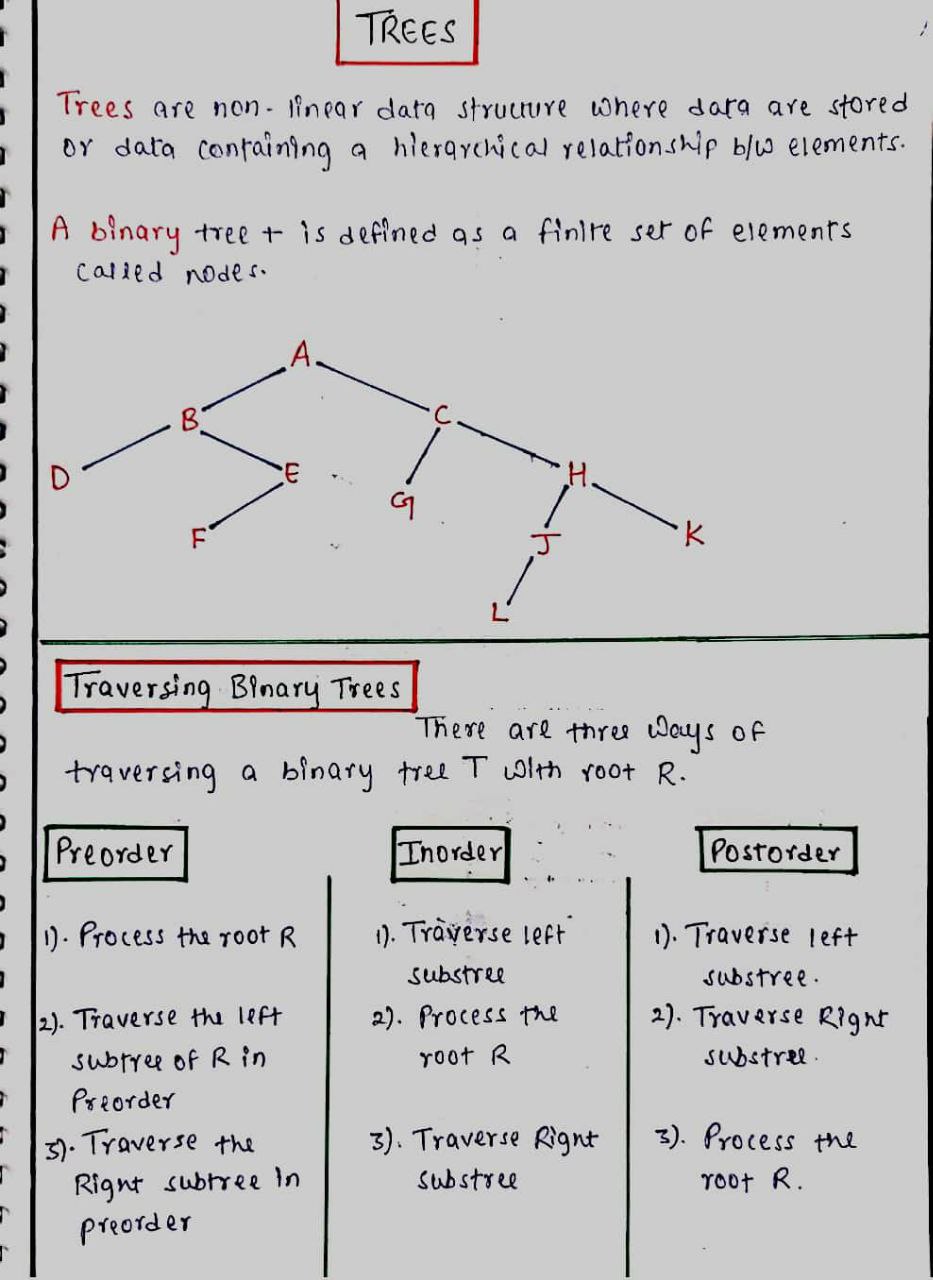 TREES
Trees are non-linear data structure where data are stored
or data containing a hierarchical relationship b/w elements.
A binary tree t is defined as a finite set of elements
called nodes.
A
B
C
D
E
H
G
F
J
K
L
Traversing Binary Trees
There are three ways of
traversing a binary tree T with root R.
Preorder
1). Process the root R
2). Traverse the left
subtree of R in
Preorder
3). Traverse the
Right subtree in
preorder
Inorder
1). Traverse left
substree
2). Process the
root R
3). Traverse Right
substree
Postorder
1). Traverse left
substree.
2). Traverse Right
substree.
3). Process the
root R.